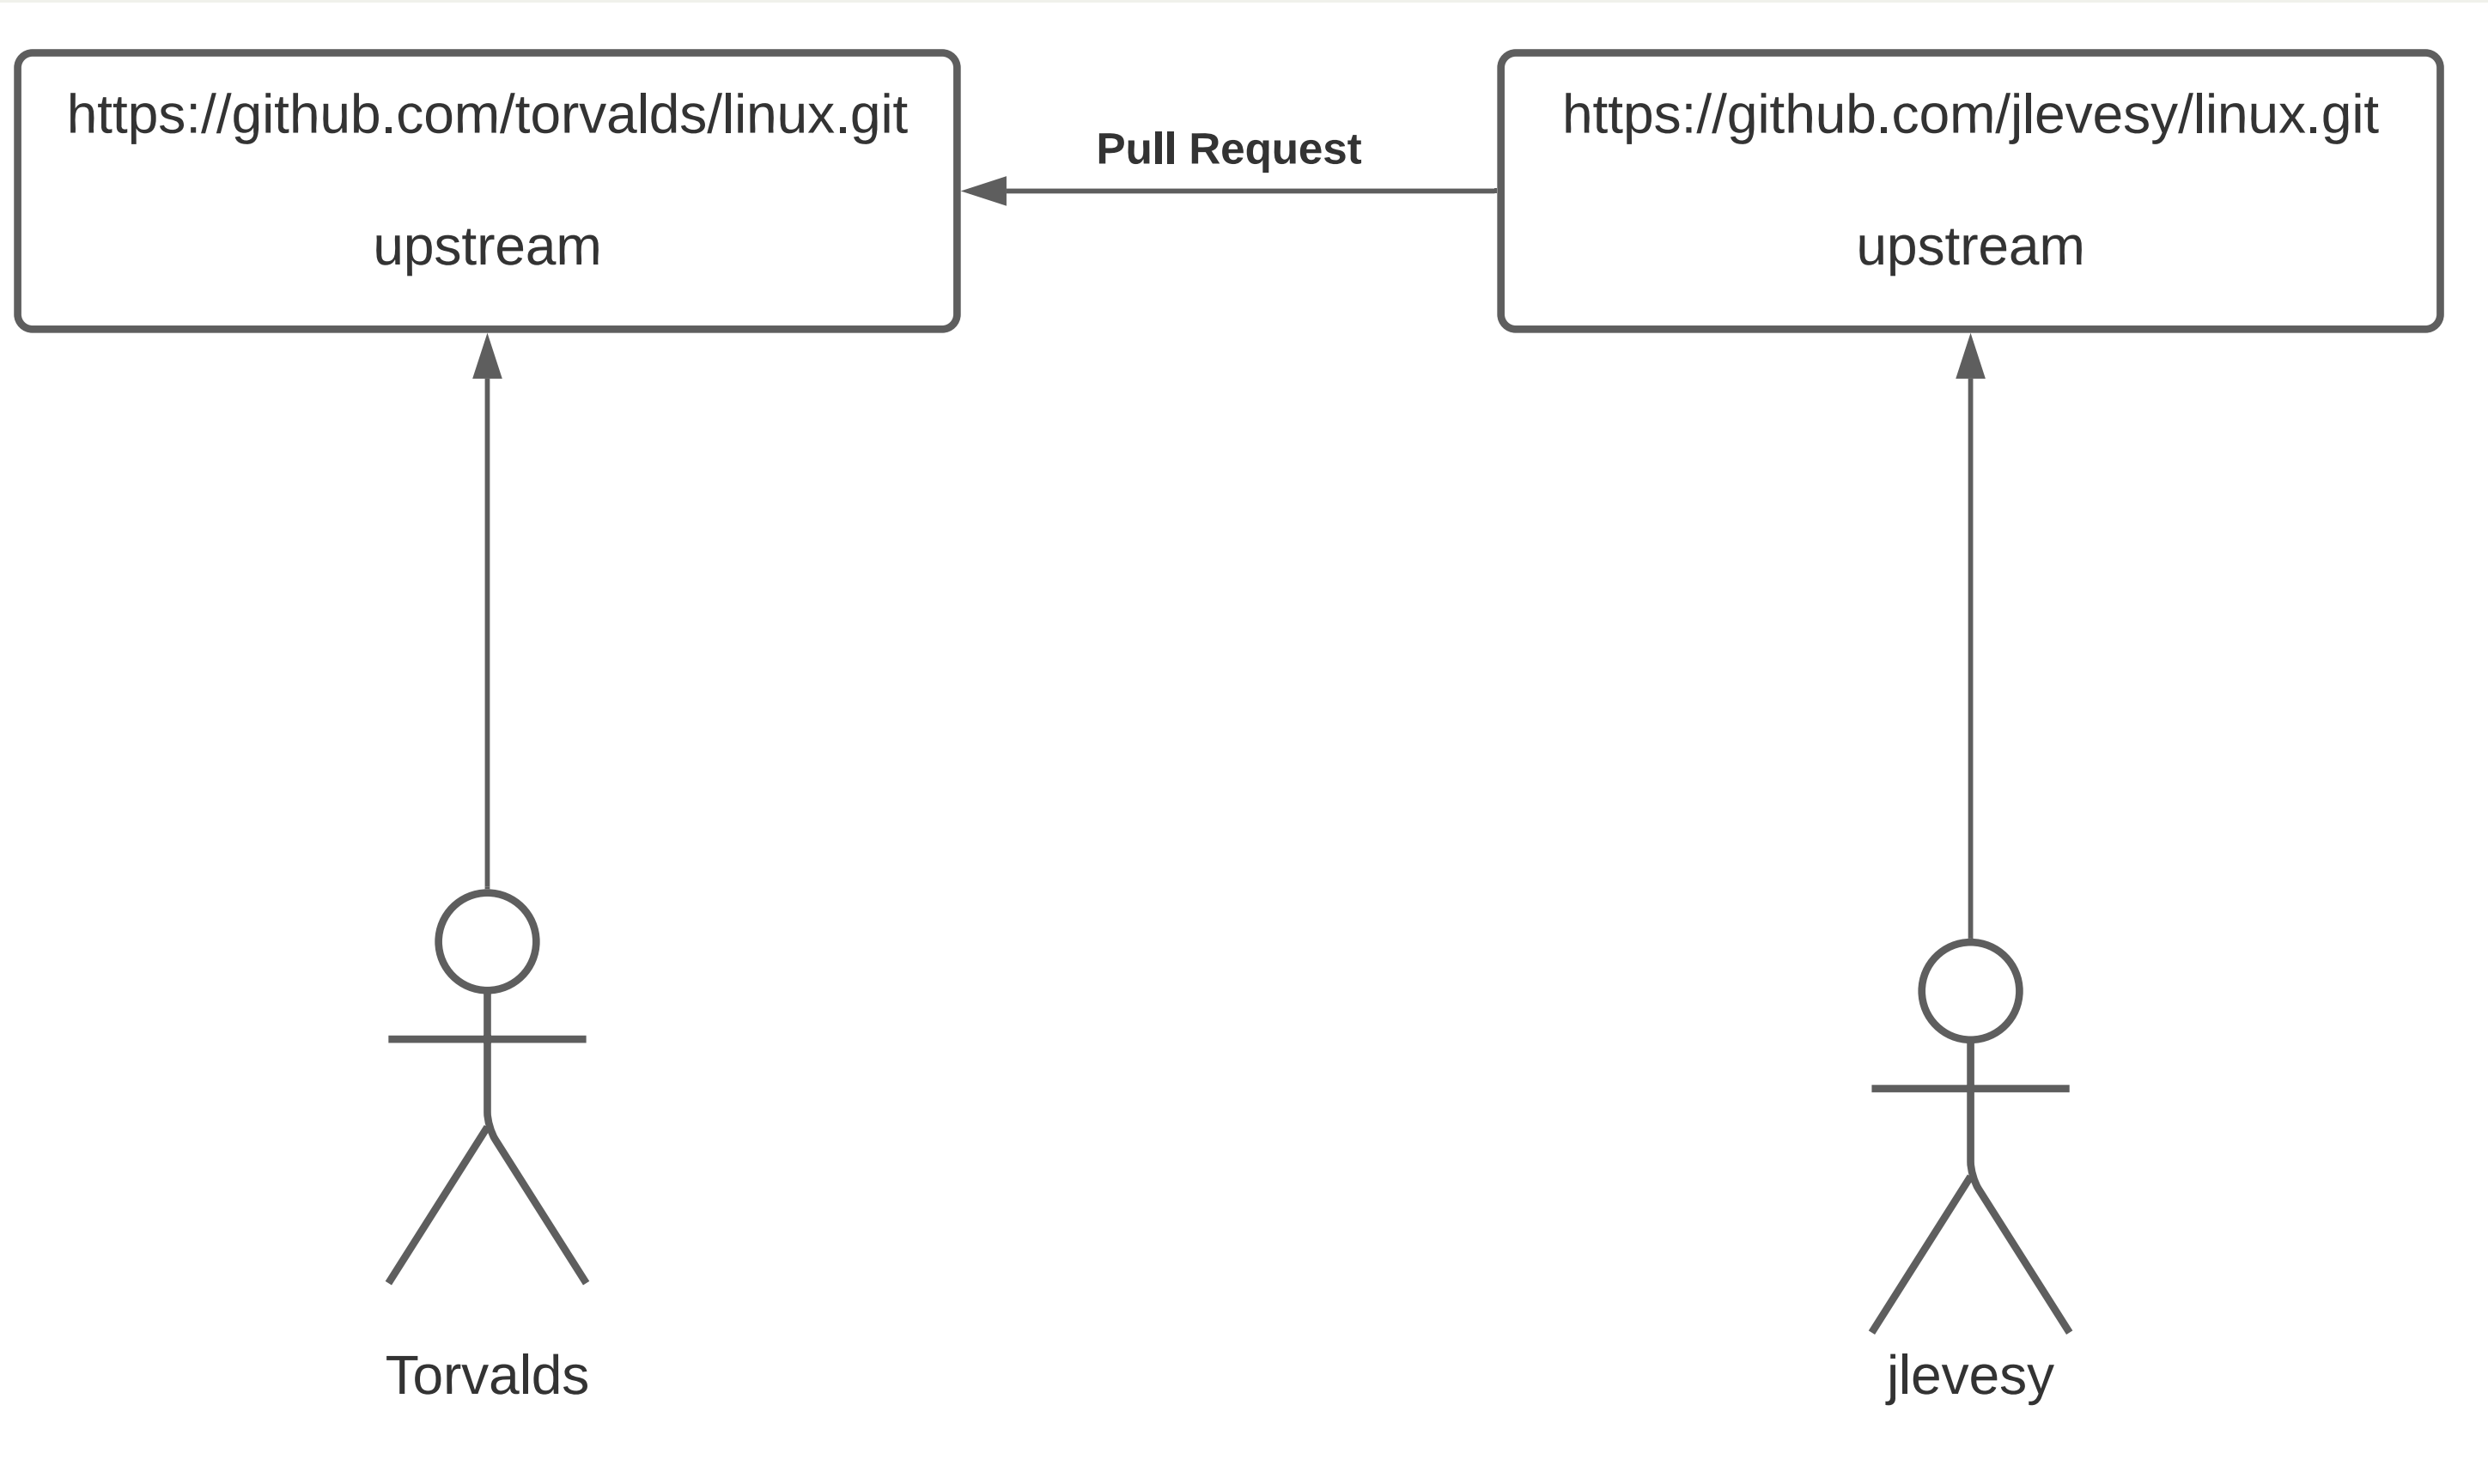 https://github.com/torvalds/linux.git
upstream
Pull Request
https://github.com/jlevesy/linux.git
upstream
Torvalds
jlevesy